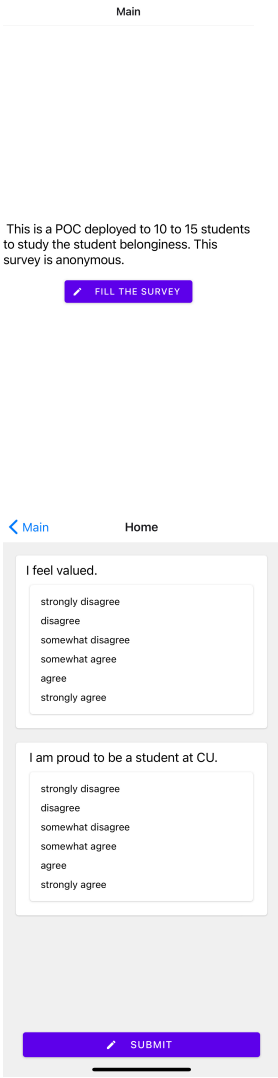 Main
This is a POC deployed to 10 to 15 students
to study the student belonginess. This
survey is anonymous.
FILL THE SURVEY
Main
Home
I feel valued.
strongly disagree
disagree
somewhat disagree
somewhat agree
agree
strongly agree
I am proud to be a student at CU.
strongly disagree
disagree
somewhat disagree
somewhat agree
agree
strongly agree
SUBMIT